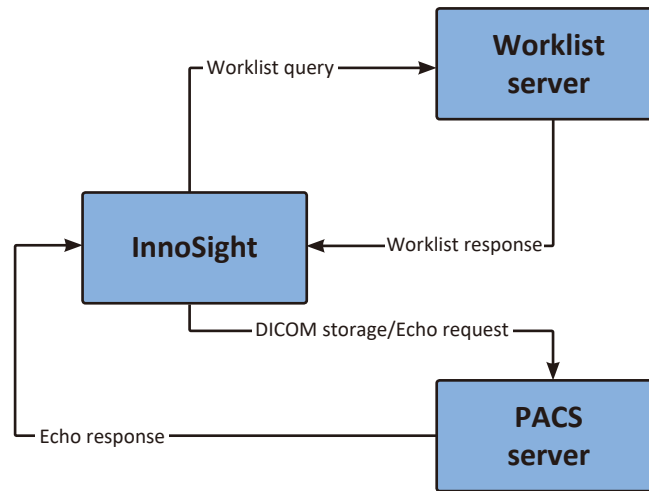 Worklist
server
Worklist query
InnoSight
Worklist response
DICOM storage/Echo request
PACS
server
Echo response